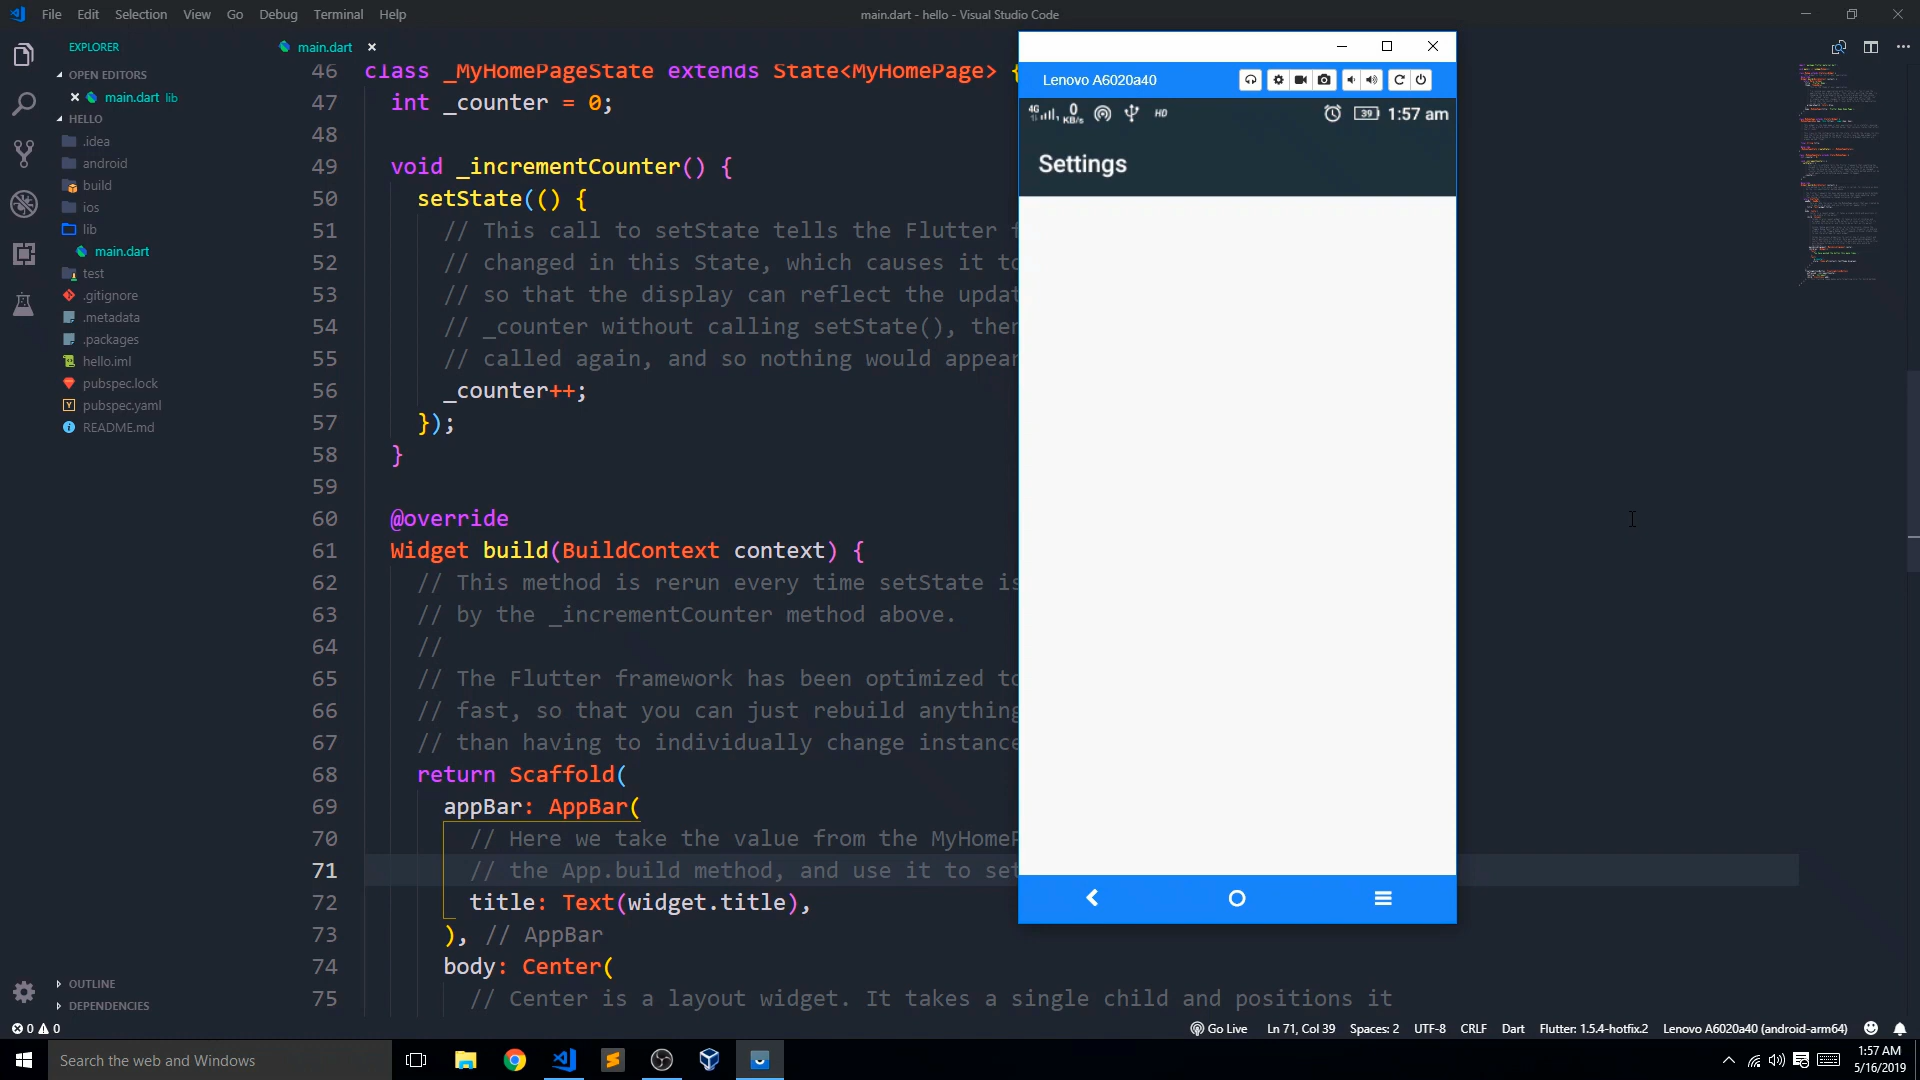 File Edit Selection View Go Debug Terminal Help
main.dart - hello - Visual Studio Code
EXPLORER
OPEN EDITORS
main.dart lib
HELLO
.idea
android
build
ios
lib
main.dart
test
.gitignore
.metadata
.packages
hello.iml
pubspec.lock
pubspec.yaml
README.md
OUTLINE
DEPENDENCIES
main.dart
46 class _MyHomePageState extends State<MyHomePage> {
47 int _counter = 0;
48
49 void _incrementCounter() {
50 setState(() {
51 // This call to setState tells the Flutter
52 // changed in this State, which causes it to
53 // so that the display can reflect the updat
54 // _counter without calling setState(), then
55 // called again, and so nothing would appear
56 _counter++;
57 });
58 }
59
60 @override
61 Widget build(BuildContext context) {
62 // This method is rerun every time setState is
63 // by the _incrementCounter method above.
64 //
65 // The Flutter framework has been optimized to
66 // fast, so that you can just rebuild anything
67 // than having to individually change instance
68 return Scaffold(
69 appBar: AppBar(
70 // Here we take the value from the MyHomeP
71 // the App.build method, and use it to set
72 title: Text(widget.title),
73 ), // AppBar
74 body: Center(
75 // Center is a layout widget. It takes a single child and positions it
Lenovo A6020a40
4G 0 KB/s HD 39 1:57 am
Settings
0 0
Go Live Ln 71, Col 39 Spaces: 2 UTF-8 CRLF Dart Flutter: 1.5.4-hotfix.2 Lenovo A6020a40 (android-arm64)
Search the web and Windows
1:57 AM
5/16/2019